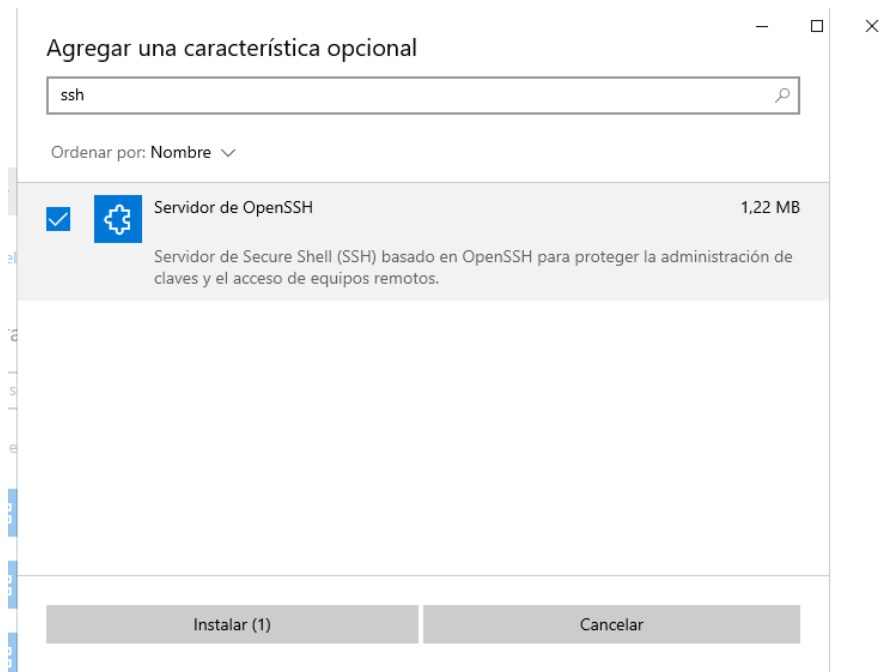 Agregar una característica opcional
ssh
Ordenar por: Nombre
Servidor de OpenSSH 1,22 MB
Servidor de Secure Shell (SSH) basado en OpenSSH para proteger la administración de
claves y el acceso de equipos remotos.
Instalar (1) Cancelar